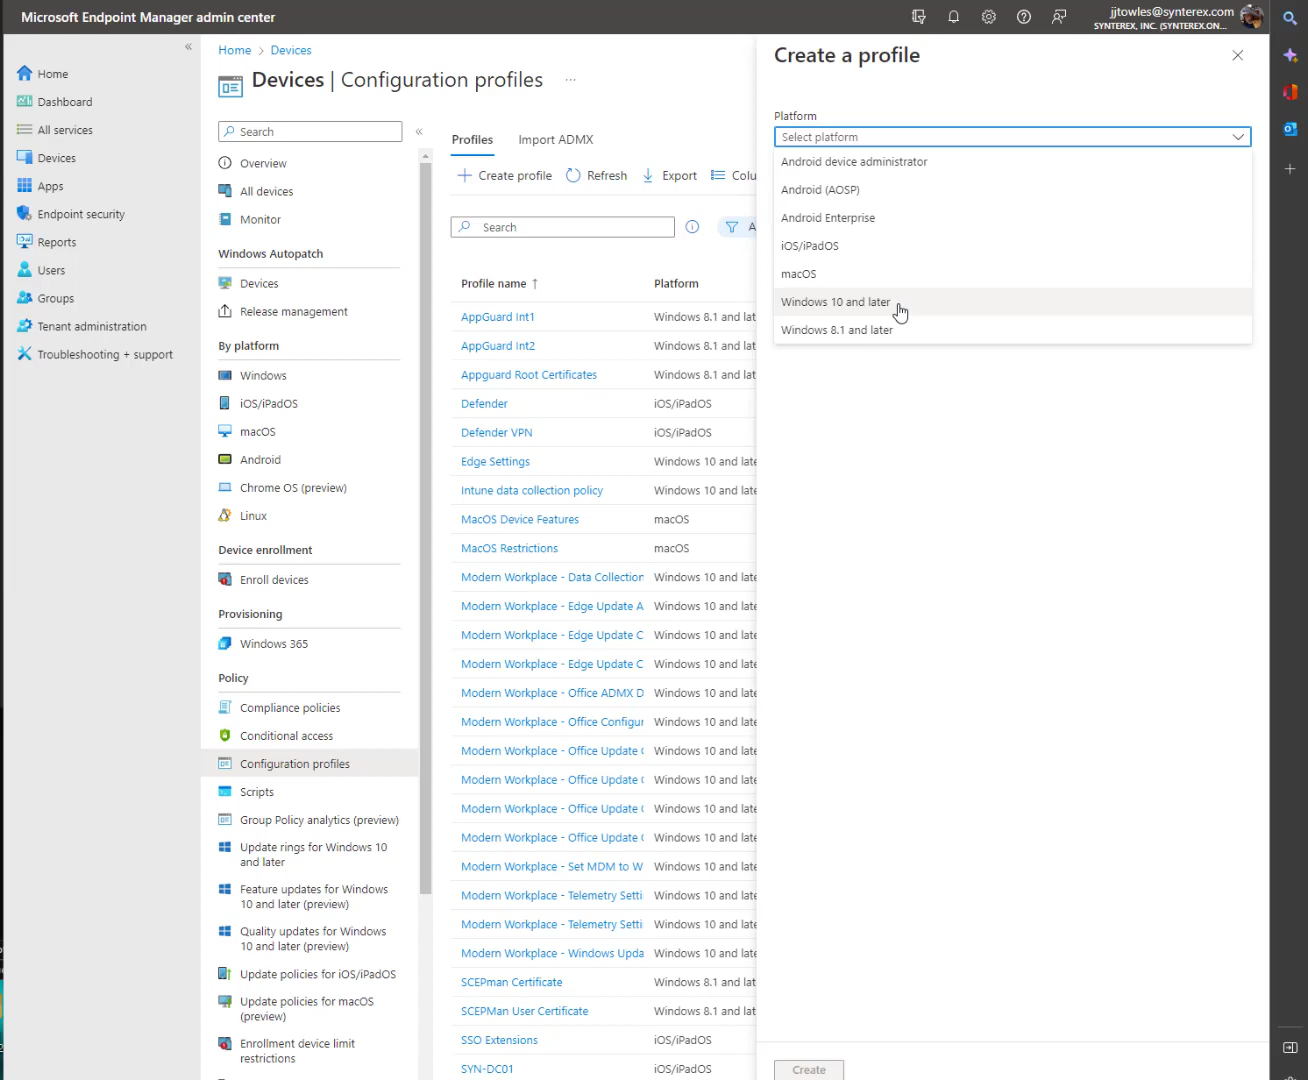 Microsoft Endpoint Manager admin center
jjtowles@synterex.com
SYNTEREX, INC. (SYNTEREX.ON...
Home
Dashboard
All services
Devices
Apps
Endpoint security
Reports
Users
Groups
Tenant administration
Troubleshooting + support
Home > Devices
Devices | Configuration profiles ...
Search
Overview
All devices
Monitor
Windows Autopatch
Devices
Release management
By platform
Windows
iOS/iPadOS
macOS
Android
Chrome OS (preview)
Linux
Device enrollment
Enroll devices
Provisioning
Windows 365
Policy
Compliance policies
Conditional access
Configuration profiles
Scripts
Group Policy analytics (preview)
Update rings for Windows 10
and later
Feature updates for Windows
10 and later (preview)
Quality updates for Windows
10 and later (preview)
Update policies for iOS/iPadOS
Update policies for macOS
(preview)
Enrollment device limit
restrictions
Profiles Import ADMX
Create profile Refresh Export Colu
Search A
Profile name ↑ Platform
AppGuard Int1 Windows 8.1 and lat
AppGuard Int2 Windows 8.1 and lat
Appguard Root Certificates Windows 8.1 and lat
Defender iOS/iPadOS
Defender VPN iOS/iPadOS
Edge Settings Windows 10 and late
Intune data collection policy Windows 10 and late
MacOS Device Features macOS
MacOS Restrictions macOS
Modern Workplace - Data Collection Windows 10 and late
Modern Workplace - Edge Update A Windows 10 and late
Modern Workplace - Edge Update C Windows 10 and late
Modern Workplace - Edge Update C Windows 10 and late
Modern Workplace - Office ADMX D Windows 10 and late
Modern Workplace - Office Configur Windows 10 and late
Modern Workplace - Office Update C Windows 10 and late
Modern Workplace - Office Update C Windows 10 and late
Modern Workplace - Office Update C Windows 10 and late
Modern Workplace - Office Update C Windows 10 and late
Modern Workplace - Set MDM to W Windows 10 and late
Modern Workplace - Telemetry Setti Windows 10 and late
Modern Workplace - Telemetry Setti Windows 10 and late
Modern Workplace - Windows Upda Windows 10 and late
SCEPman Certificate Windows 8.1 and lat
SCEPMan User Certificate Windows 8.1 and lat
SSO Extensions iOS/iPadOS
SYN-DC01 iOS/iPadOS
Create a profile
Platform
Select platform
Android device administrator
Android (AOSP)
Android Enterprise
iOS/iPadOS
macOS
Windows 10 and later
Windows 8.1 and later
Create